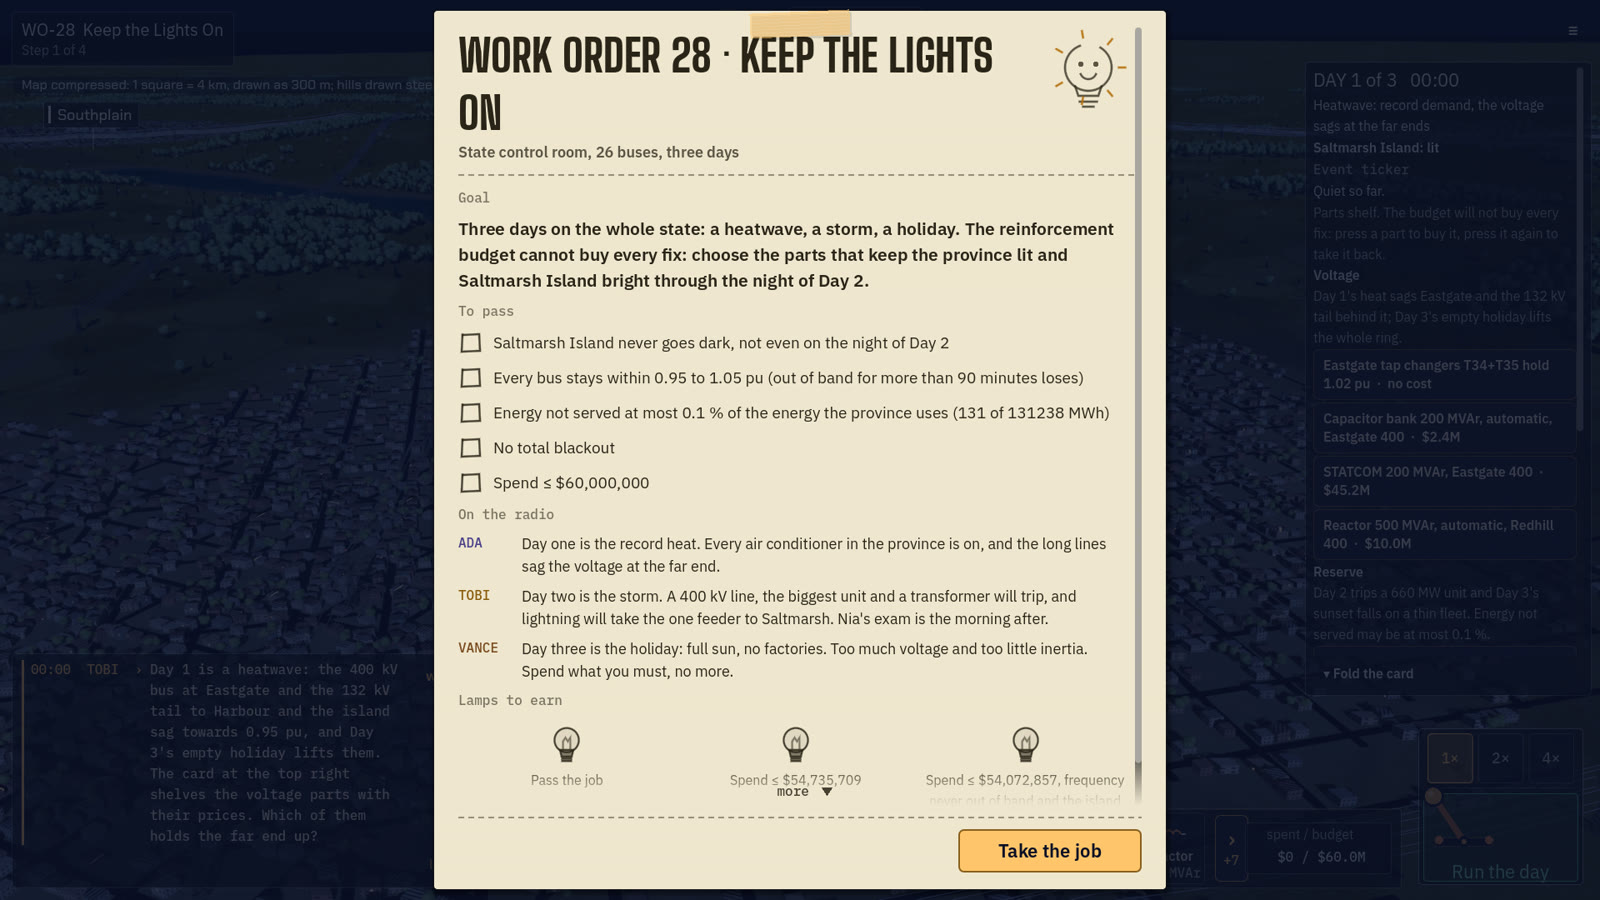 WO-28 Keep the Lights On
Step 1 of 4
Map compressed: 1 square = 4 km, drawn as 300 m; hills drawn stee
Southplain
WORK ORDER 28 · KEEP THE LIGHTS
ON
State control room, 26 buses, three days
Goal
Three days on the whole state: a heatwave, a storm, a holiday. The reinforcement
budget cannot buy every fix: choose the parts that keep the province lit and
Saltmarsh Island bright through the night of Day 2.
To pass
Saltmarsh Island never goes dark, not even on the night of Day 2
Every bus stays within 0.95 to 1.05 pu (out of band for more than 90 minutes loses)
Energy not served at most 0.1 % of the energy the province uses (131 of 131238 MWh)
No total blackout
Spend ≤ $60,000,000
On the radio
ADA Day one is the record heat. Every air conditioner in the province is on, and the long lines
sag the voltage at the far end.
TOBI Day two is the storm. A 400 kV line, the biggest unit and a transformer will trip, and
lightning will take the one feeder to Saltmarsh. Nia's exam is the morning after.
VANCE Day three is the holiday: full sun, no factories. Too much voltage and too little inertia.
Spend what you must, no more.
Lamps to earn
Pass the job
Spend ≤ $54,735,709
Spend ≤ $54,072,857, frequency
never out of band and the island
more ▼
Take the job
DAY 1 of 3 00:00
Heatwave: record demand, the voltage
sags at the far ends
Saltmarsh Island: lit
Event ticker
Quiet so far.
Parts shelf. The budget will not buy every
fix: press a part to buy it, press it again to
take it back.
Voltage
Day 1's heat sags Eastgate and the 132 kV
tail behind it; Day 3's empty holiday lifts
the whole ring.
Eastgate tap changers T34+T35 hold
1.02 pu · no cost
Capacitor bank 200 MVAr, automatic,
Eastgate 400 · $2.4M
STATCOM 200 MVAr, Eastgate 400 ·
$45.2M
Reactor 500 MVAr, automatic, Redhill
400 · $10.0M
Reserve
Day 2 trips a 660 MW unit and Day 3's
sunset falls on a thin fleet. Energy not
served may be at most 0.1 %.
▾ Fold the card
00:00 TOBI › Day 1 is a heatwave: the 400 kV
bus at Eastgate and the 132 kV
tail to Harbour and the island
sag towards 0.95 pu, and Day
3's empty holiday lifts them.
The card at the top right
shelves the voltage parts with
their prices. Which of them
holds the far end up?
1× 2× 4×
ctor
MVAr
› +7
spent / budget
$0 / $60.0M
Run the day